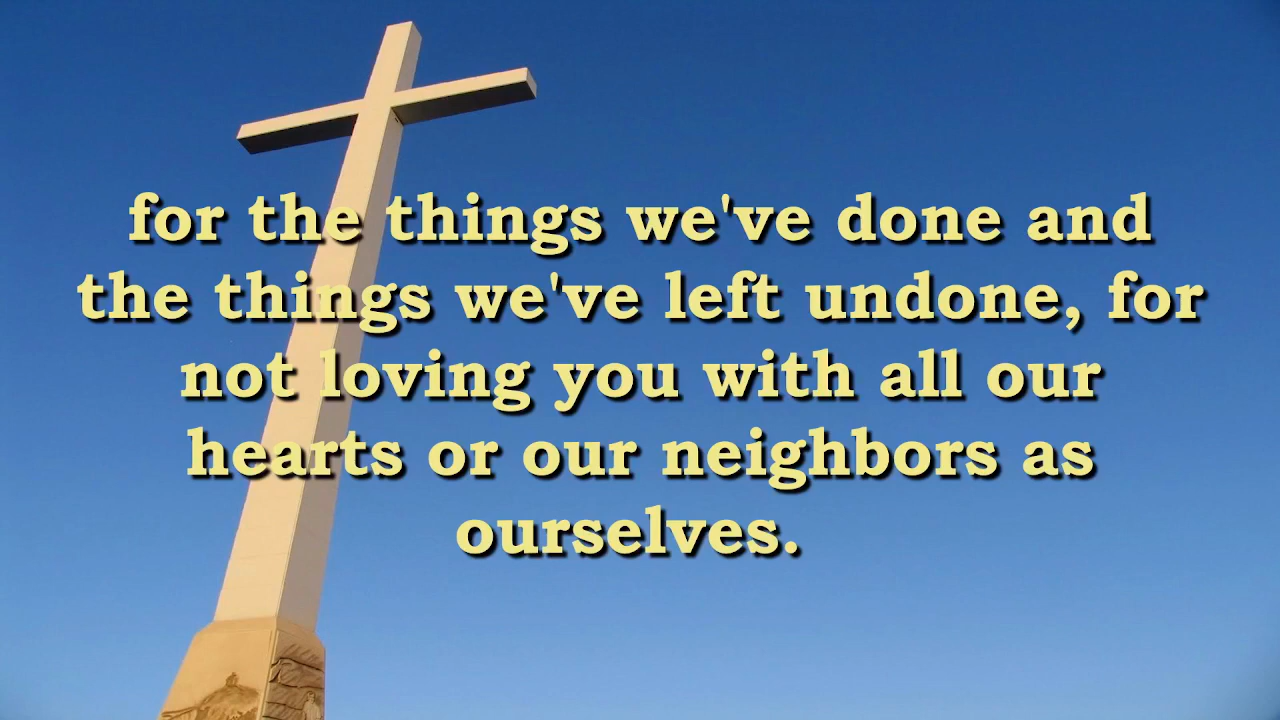 for the things we've done and
the things we've left undone, for
not loving you with all our
hearts or our neighbors as
ourselves.